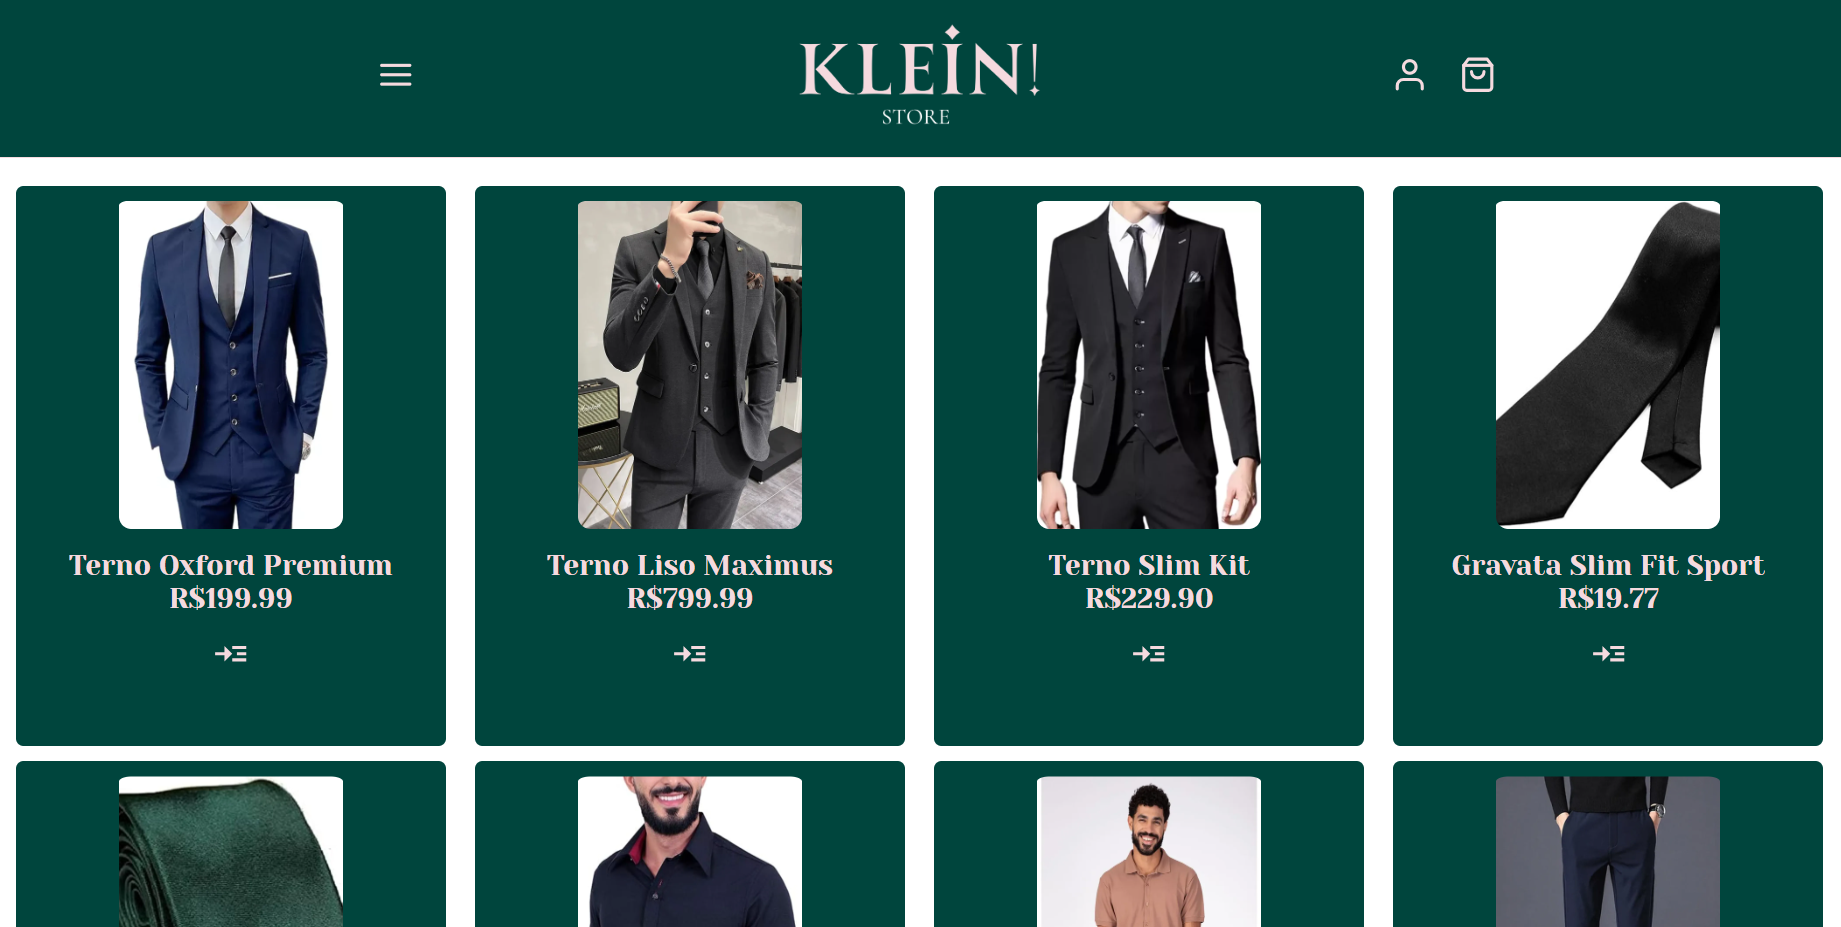 KLEIN!
STORE
Terno Oxford Premium
R$199.99
Terno Liso Maximus
R$799.99
Terno Slim Kit
R$229.90
Gravata Slim Fit Sport
R$19.77